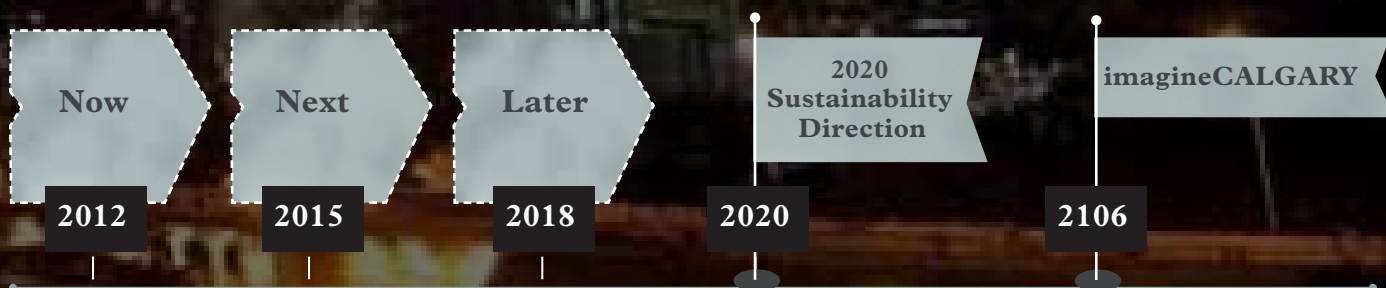 Now
Next
Later
2020
Sustainability
Direction
imagineCALGARY
2012
2015
2018
2020
2106